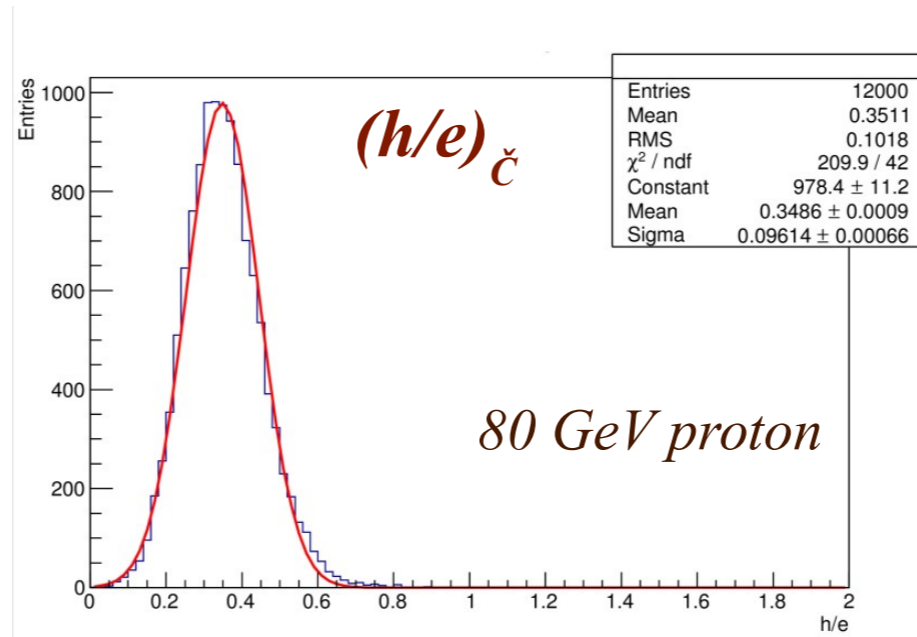 Entries 12000
Mean 0.3511
RMS 0.1018
χ² / ndf 209.9 / 42
Constant 978.4 ± 11.2
Mean 0.3486 ± 0.0009
Sigma 0.09614 ± 0.00066
(h/e)Č
80 GeV proton
Entries
1000
800
600
400
200
0
0 0.2 0.4 0.6 0.8 1 1.2 1.4 1.6 1.8 2
h/e